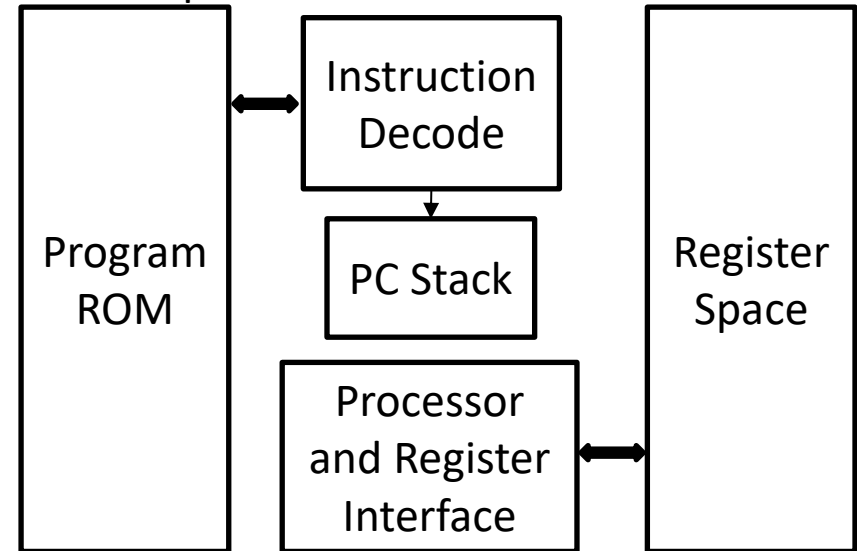 Instruction
Decode
Program
ROM
PC Stack
Register
Space
Processor
and Register
Interface